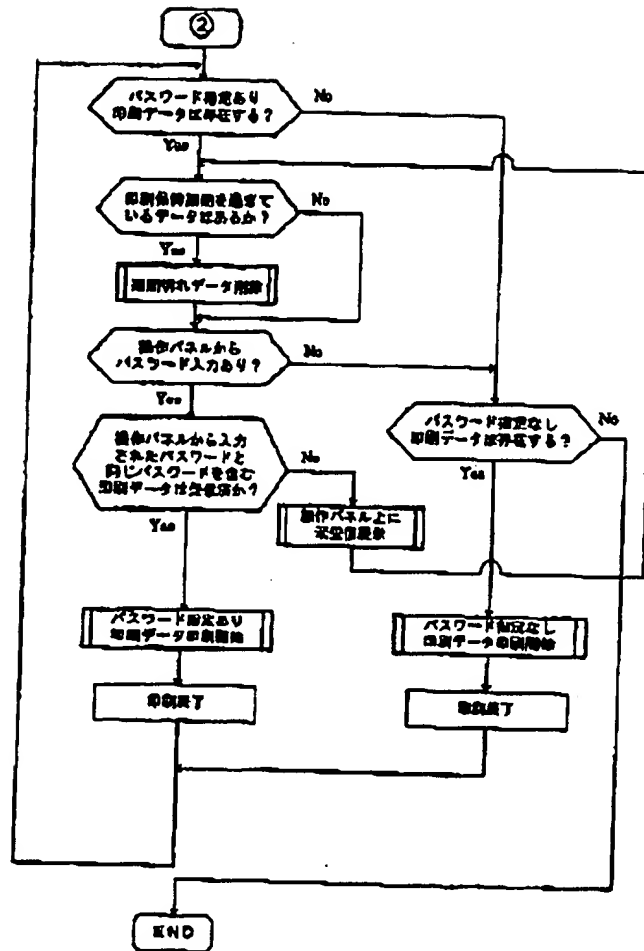 ②
パスワード指定あり
印刷データは存在する?
No
Yes
印刷保持期間を過ぎて
いるデータはあるか?
No
Yes
期間切れデータ削除
操作パネルから
パスワード入力あり?
No
Yes
パスワード指定なし
印刷データは存在する?
No
Yes
操作パネルから入力
されたパスワードと
同じパスワードを含む
印刷データは受信済か?
No
Yes
操作パネル上に
パスワード指定あり
印刷データ印刷開始
パスワード指定なし
印刷データ印刷開始
印刷終了
印刷終了
END